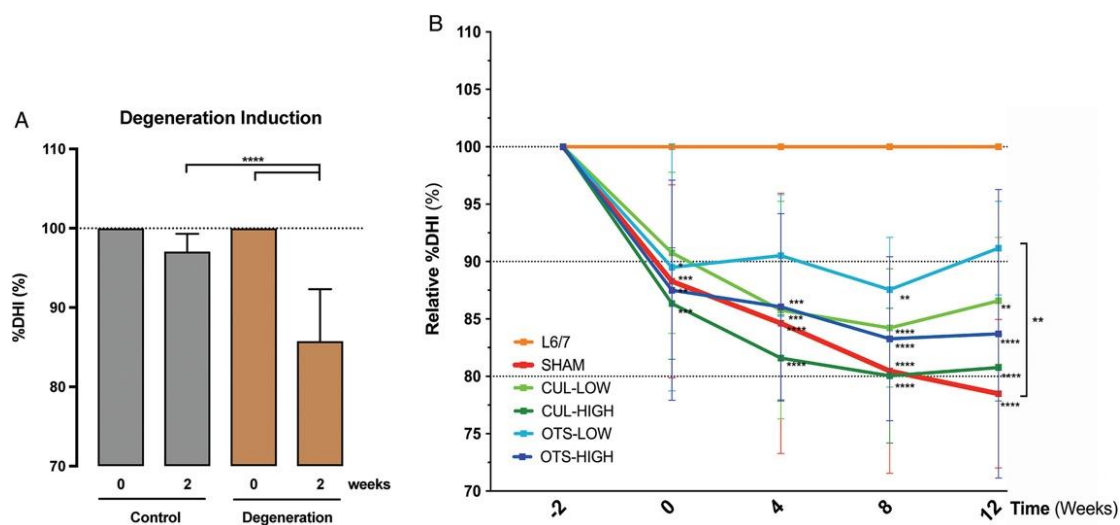 A
Degeneration Induction
%DHI (%)
110
100
90
80
70
****
0 2 0 2 weeks
Control Degeneration
B
Relative %DHI (%)
110
105
100
95
90
85
80
75
70
L6/7
SHAM
CUL-LOW
CUL-HIGH
OTS-LOW
OTS-HIGH
*
***
**
***
***
***
****
****
**
****
****
****
****
**
****
****
****
**
-2 0 4 8 12 Time (Weeks)